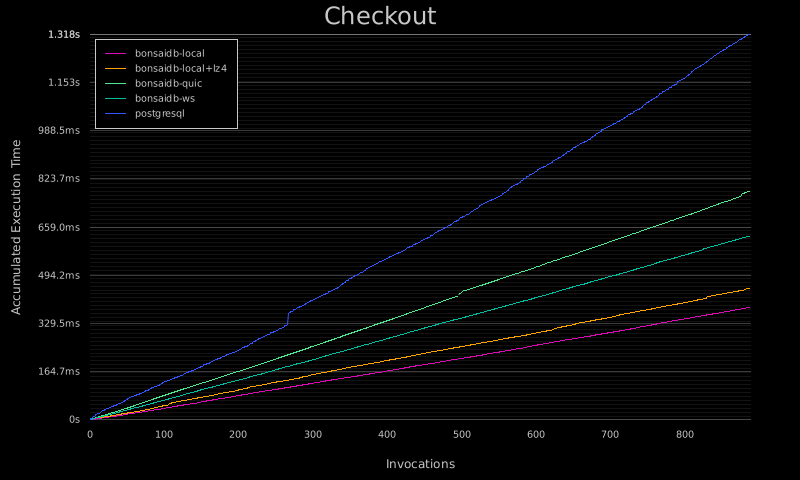 Checkout
1.318s
1.153s
988.5ms
823.7ms
659.0ms
494.2ms
329.5ms
164.7ms
0s
Accumulated Execution Time
bonsaidb-local
bonsaidb-local+lz4
bonsaidb-quic
bonsaidb-ws
postgresql
0 100 200 300 400 500 600 700 800
Invocations